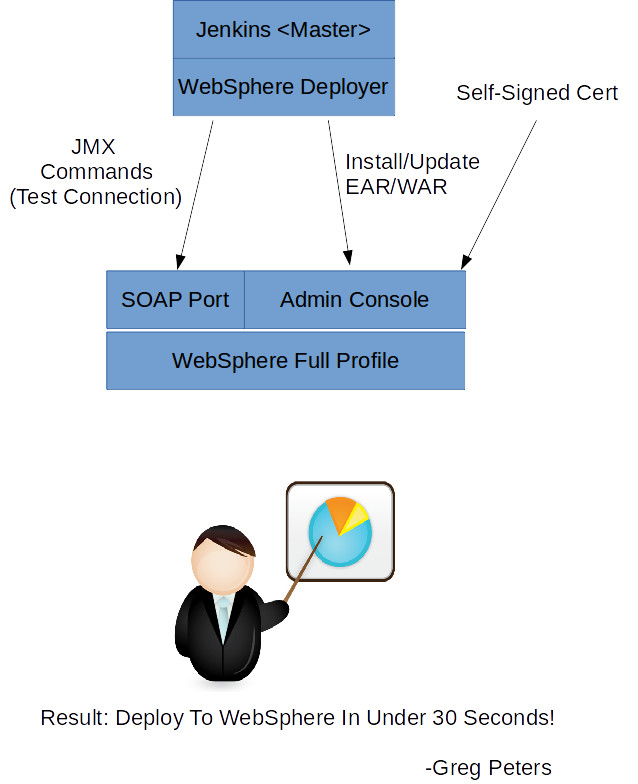 Jenkins <Master>
WebSphere Deployer
Self-Signed Cert
JMX
Commands
(Test Connection)
Install/Update
EAR/WAR
SOAP Port
Admin Console
WebSphere Full Profile
Result: Deploy To WebSphere In Under 30 Seconds!
-Greg Peters